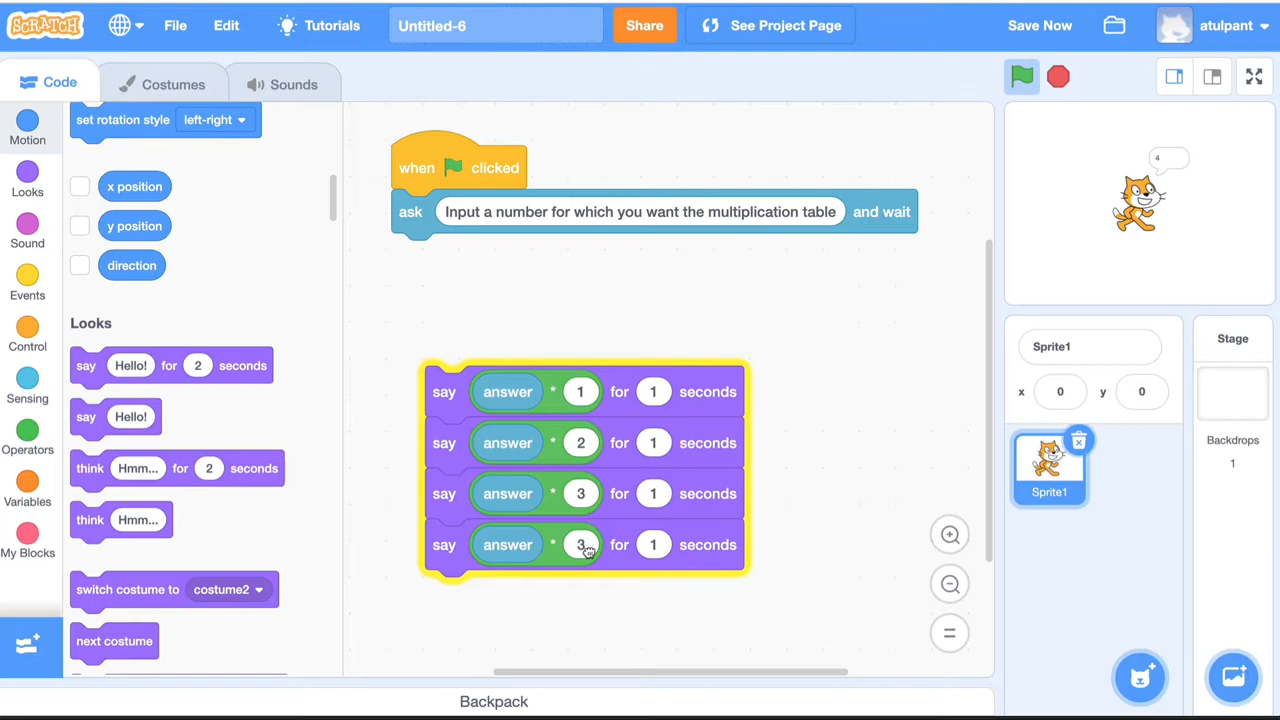 SCRATCH File Edit Tutorials Untitled-6 Share See Project Page Save Now atulpant
Code Costumes Sounds
Motion
Looks
Sound
Events
Control
Sensing
Operators
Variables
My Blocks
set rotation style left-right
x position
y position
direction
Looks
say Hello! for 2 seconds
say Hello!
think Hmm... for 2 seconds
think Hmm...
switch costume to costume2
next costume
when clicked
ask Input a number for which you want the multiplication table and wait
say answer * 1 for 1 seconds
say answer * 2 for 1 seconds
say answer * 3 for 1 seconds
say answer * 3 for 1 seconds
4
Sprite1
x 0 y 0
Sprite1
Stage
Backdrops
1
Backpack